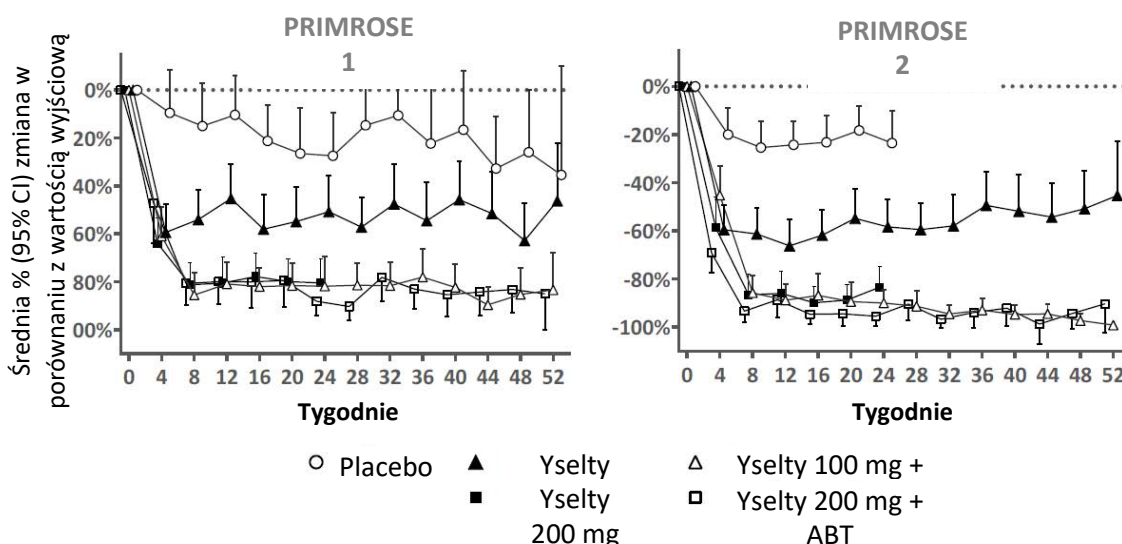 PRIMROSE
1
PRIMROSE
2
Średnia % (95% CI) zmiana w
porównaniu z wartością wyjściową
0%
20%
40%
60%
80%
00%
0 4 8 12 16 20 24 28 32 36 40 44 48 52
Tygodnie
0%
-20%
-40%
-60%
-80%
-100%
0 4 8 12 16 20 24 28 32 36 40 44 48 52
Tygodnie
Placebo Yselty Yselty 100 mg +
Yselty Yselty 200 mg +
200 mg ABT